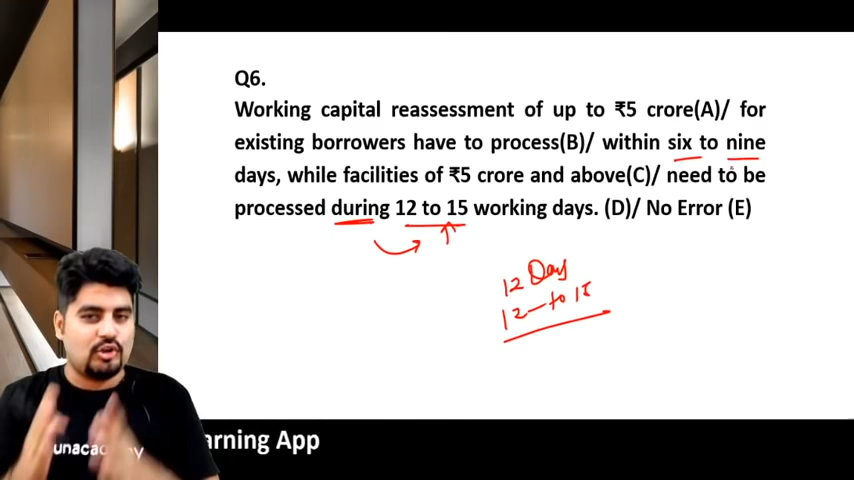 Q6.
Working capital reassessment of up to ₹5 crore(A)/ for
existing borrowers have to process(B)/ within six to nine
days, while facilities of ₹5 crore and above(C)/ need to be
processed during 12 to 15 working days. (D)/ No Error (E)
12 Day
12 — to 15
unacademy
arning App